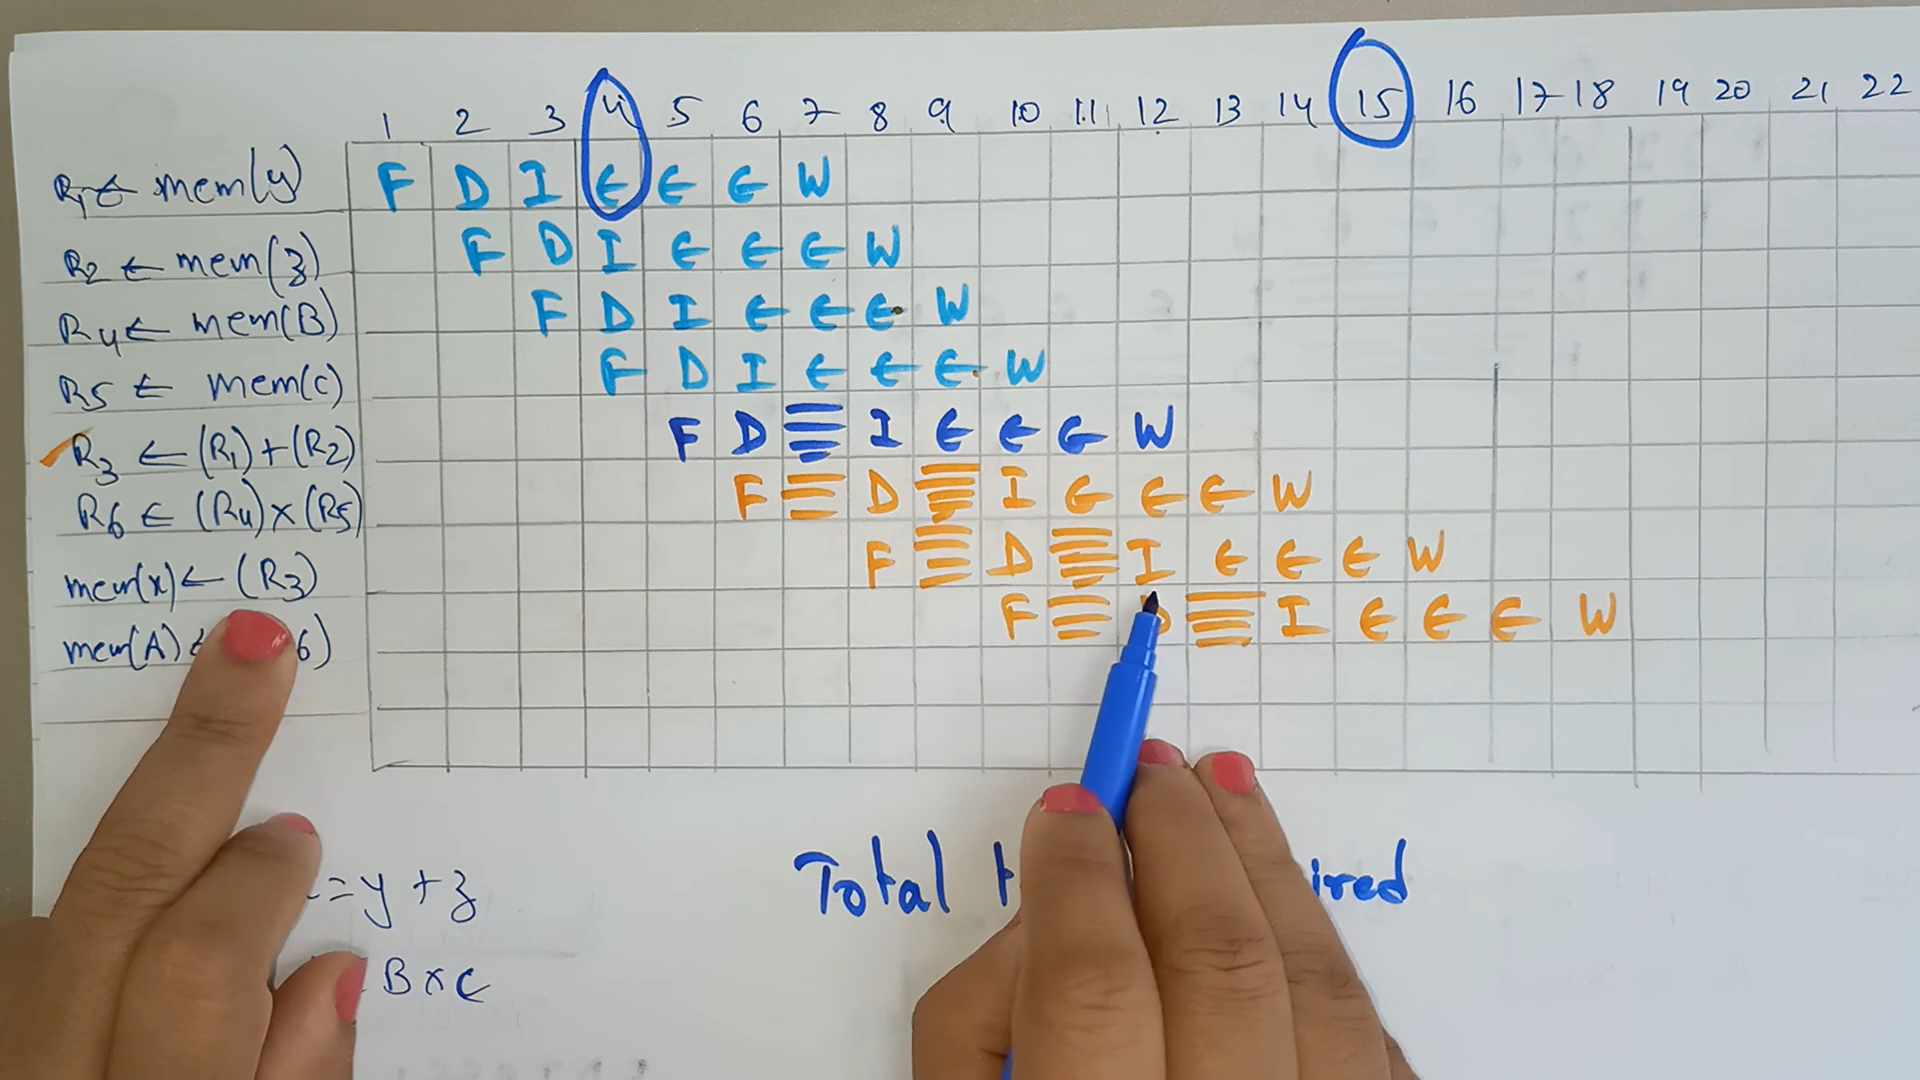 1 2 3 4 5 6 7 8 9 10 11 12 13 14 15 16 17 18 19 20 21 22
R1 ← mem(y) F D I E E E W
R2 ← mem(z) F D I E E E W
R4 ← mem(B) F D I E E E W
R5 ← mem(C) F D I E E E W
R3 ← (R1)+(R2) F D I E E E W
R6 ← (R4)×(R5) F D I E E E W
mem(x) ← (R3) F D I E E E W
mem(A) ← 6) F D I E E E W
Total
=y+z
B×C